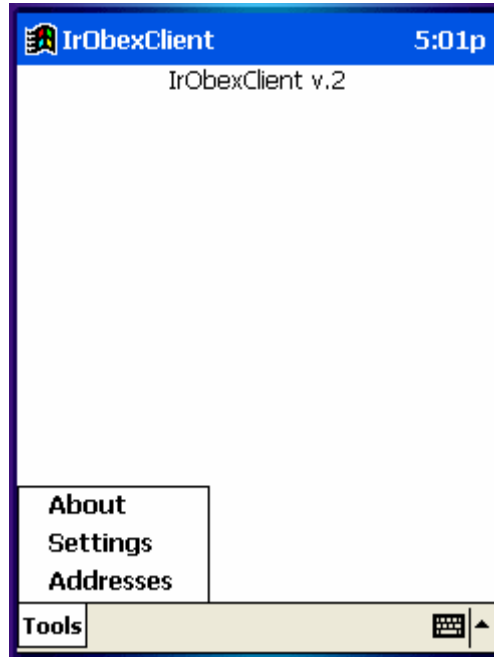 IrObexClient 5:01p
IrObexClient v.2
About
Settings
Addresses
Tools